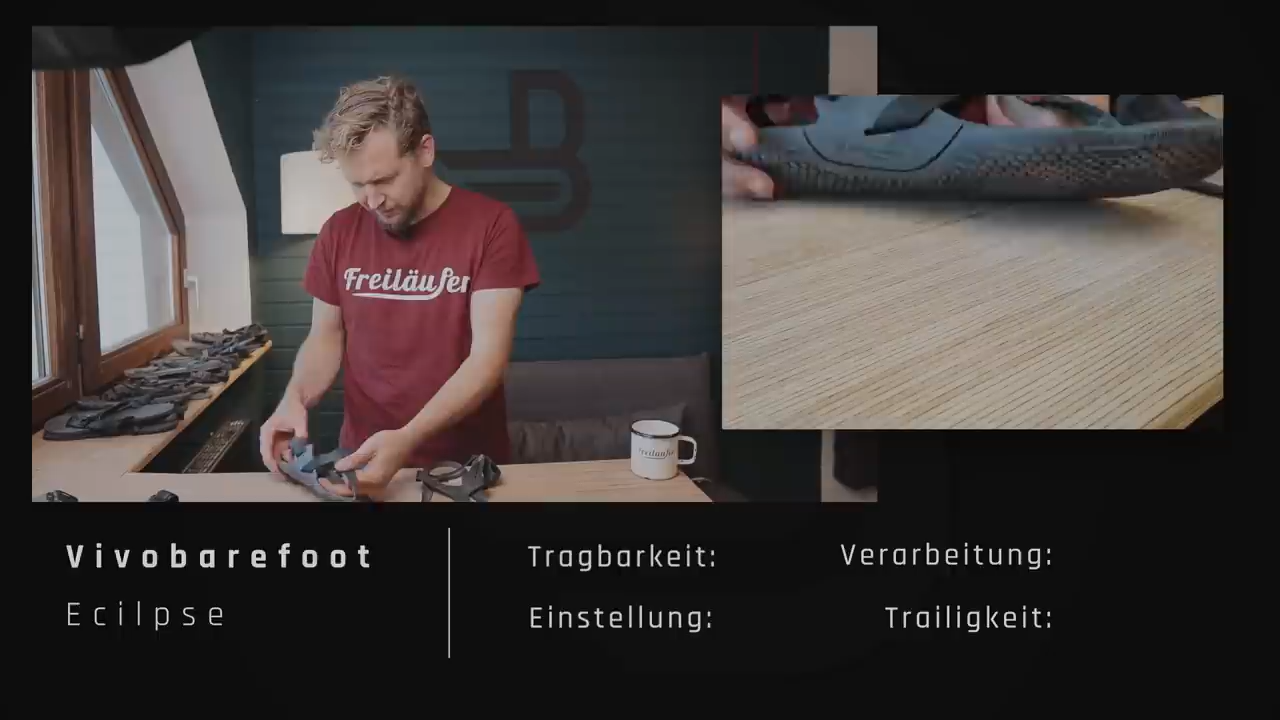 Freiläufer
Freiläufer
Vivobarefoot
Ecilpse
Tragbarkeit:
Einstellung:
Verarbeitung:
Trailigkeit: